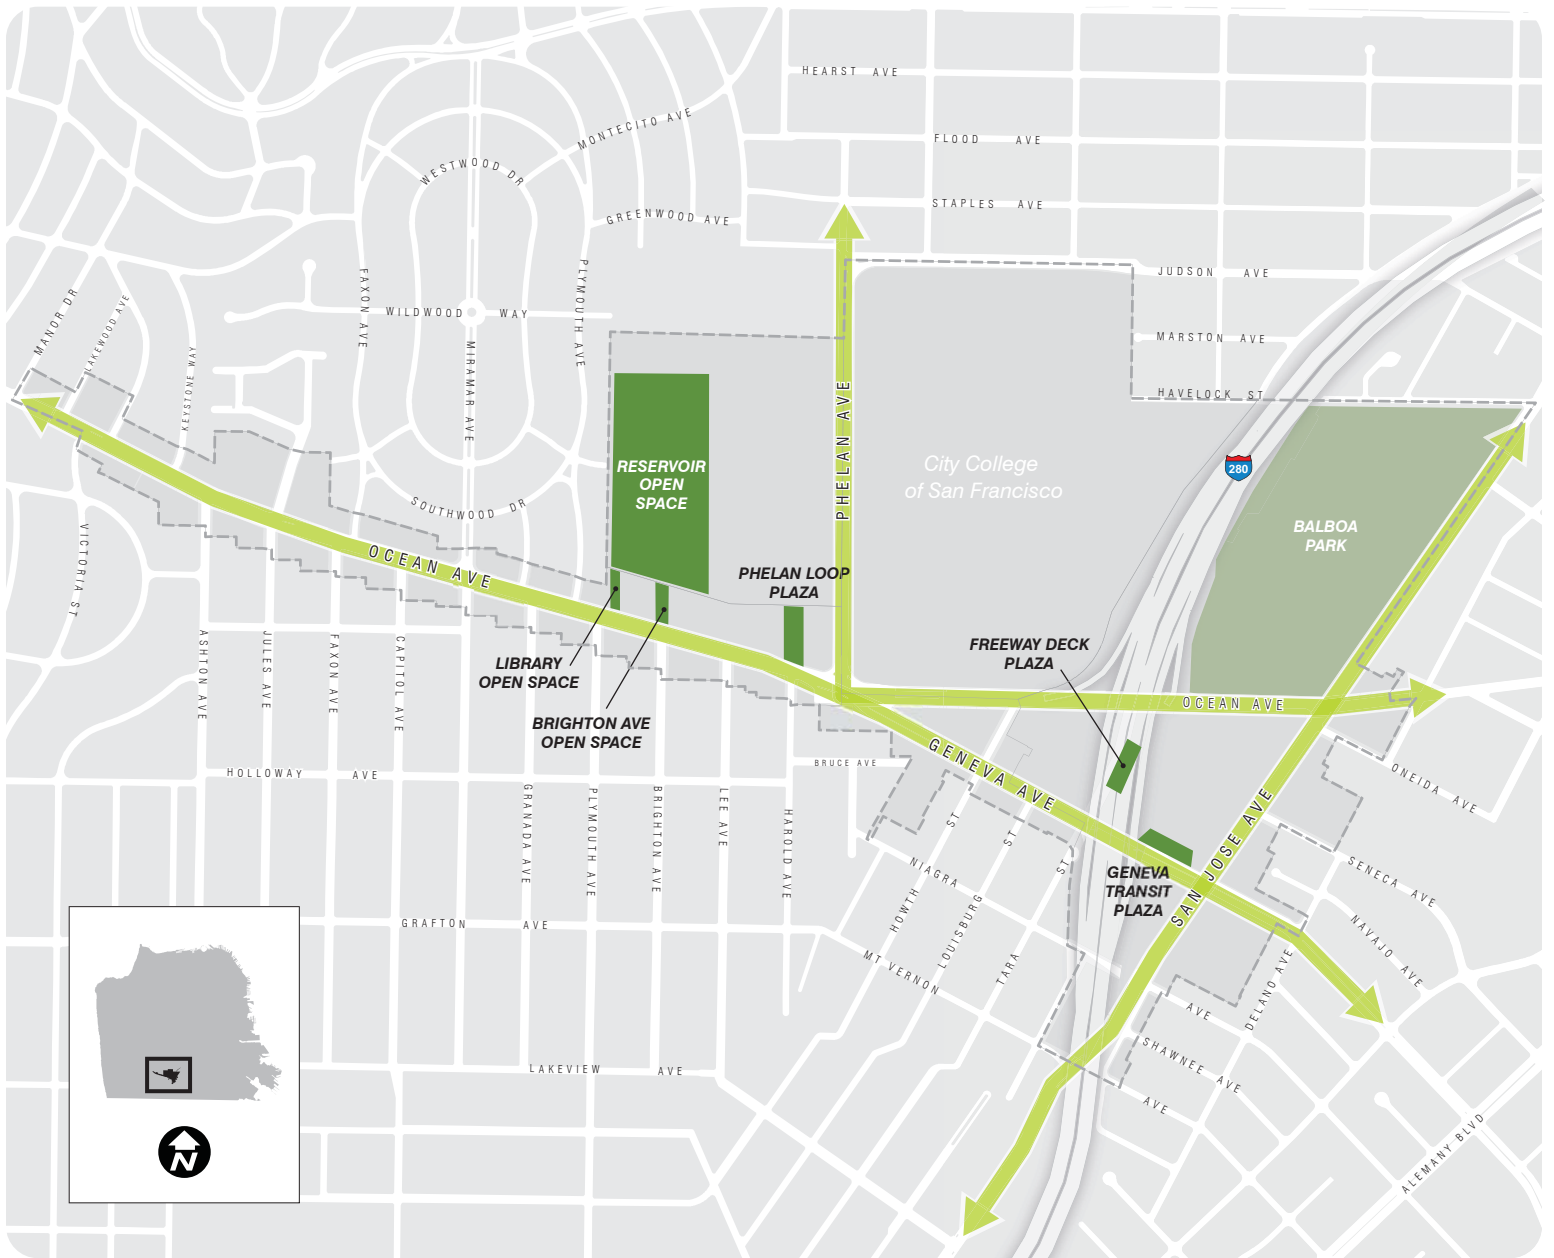 HEARST AVE
MONTECITO AVE
FLOOD AVE
WESTWOOD DR
STAPLES AVE
GREENWOOD AVE
JUDSON AVE
MANOR DR
LAKEWOOD AVE
KEYSTONE WAY
FAXON AVE
WILDWOOD WAY
MIRAMAR AVE
PLYMOUTH AVE
MARSTON AVE
HAVELOCK ST
PHELAN AVE
City College
of San Francisco
280
RESERVOIR
OPEN
SPACE
BALBOA
PARK
SOUTHWOOD DR
OCEAN AVE
VICTORIA ST
PHELAN LOOP
PLAZA
FREEWAY DECK
PLAZA
LIBRARY
OPEN SPACE
BRIGHTON AVE
OPEN SPACE
OCEAN AVE
ASHTON AVE
JULES AVE
FAXON AVE
CAPITOL AVE
GENEVA AVE
BRUCE AVE
HOLLOWAY AVE
ONEIDA AVE
GRANADA AVE
PLYMOUTH AVE
BRIGHTON AVE
LEE AVE
HAROLD AVE
SAN JOSE AVE
GENEVA
TRANSIT
PLAZA
NIAGRA
AVE
HOWTH ST
LOUISBURG ST
TARA ST
SENECA AVE
NAVAJO AVE
GRAFTON AVE
MT VERNON
AVE
DELANO AVE
SHAWNEE AVE
LAKEVIEW AVE
ALEMANY BLVD
N